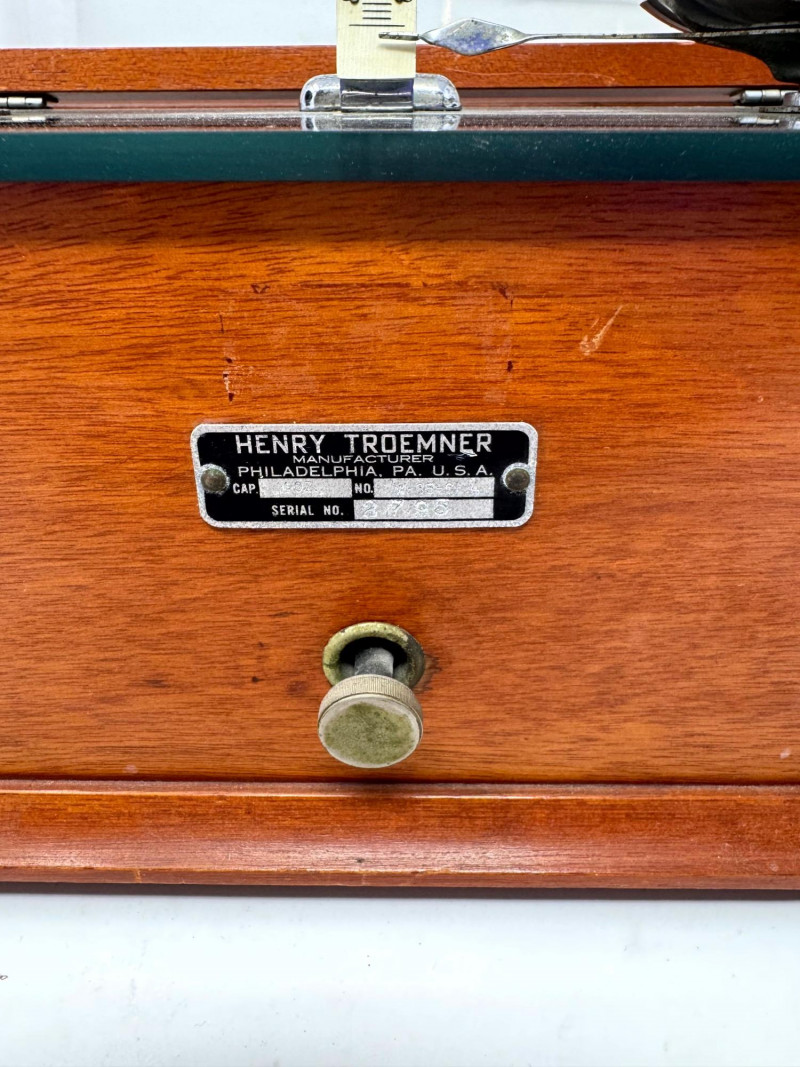 HENRY TROEMNER
MANUFACTURER
PHILADELPHIA, PA. U.S.A.
CAP. NO.
SERIAL NO.